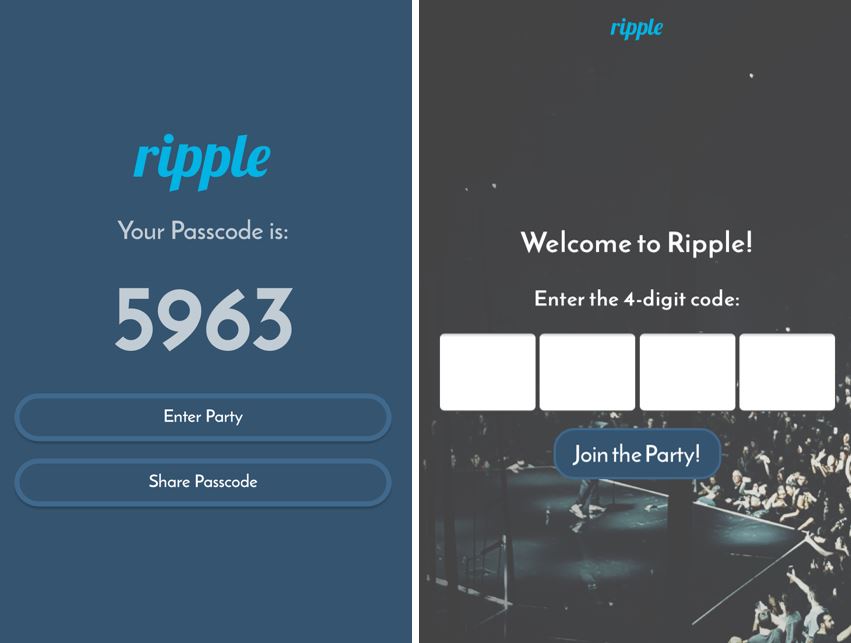 ripple
Your Passcode is:
5963
Enter Party
Share Passcode
ripple
Welcome to Ripple!
Enter the 4-digit code:
Join the Party!